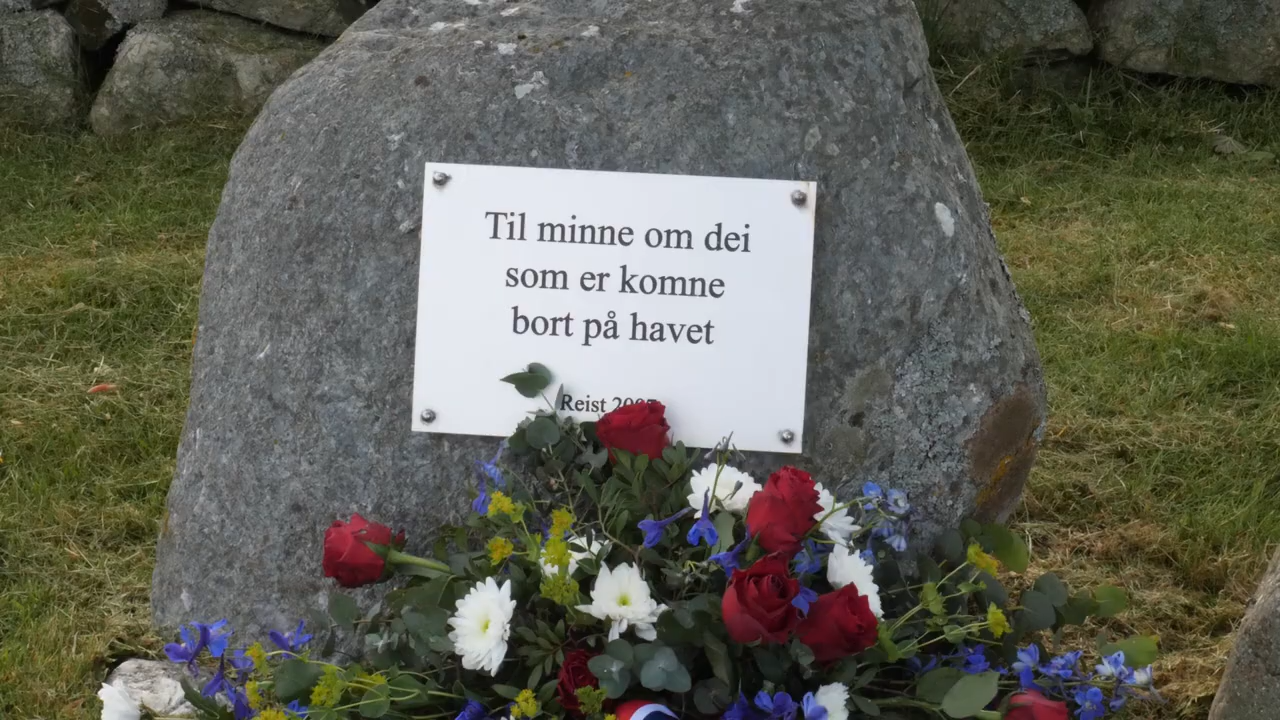 Til minne om dei
som er komne
bort på havet
Reist